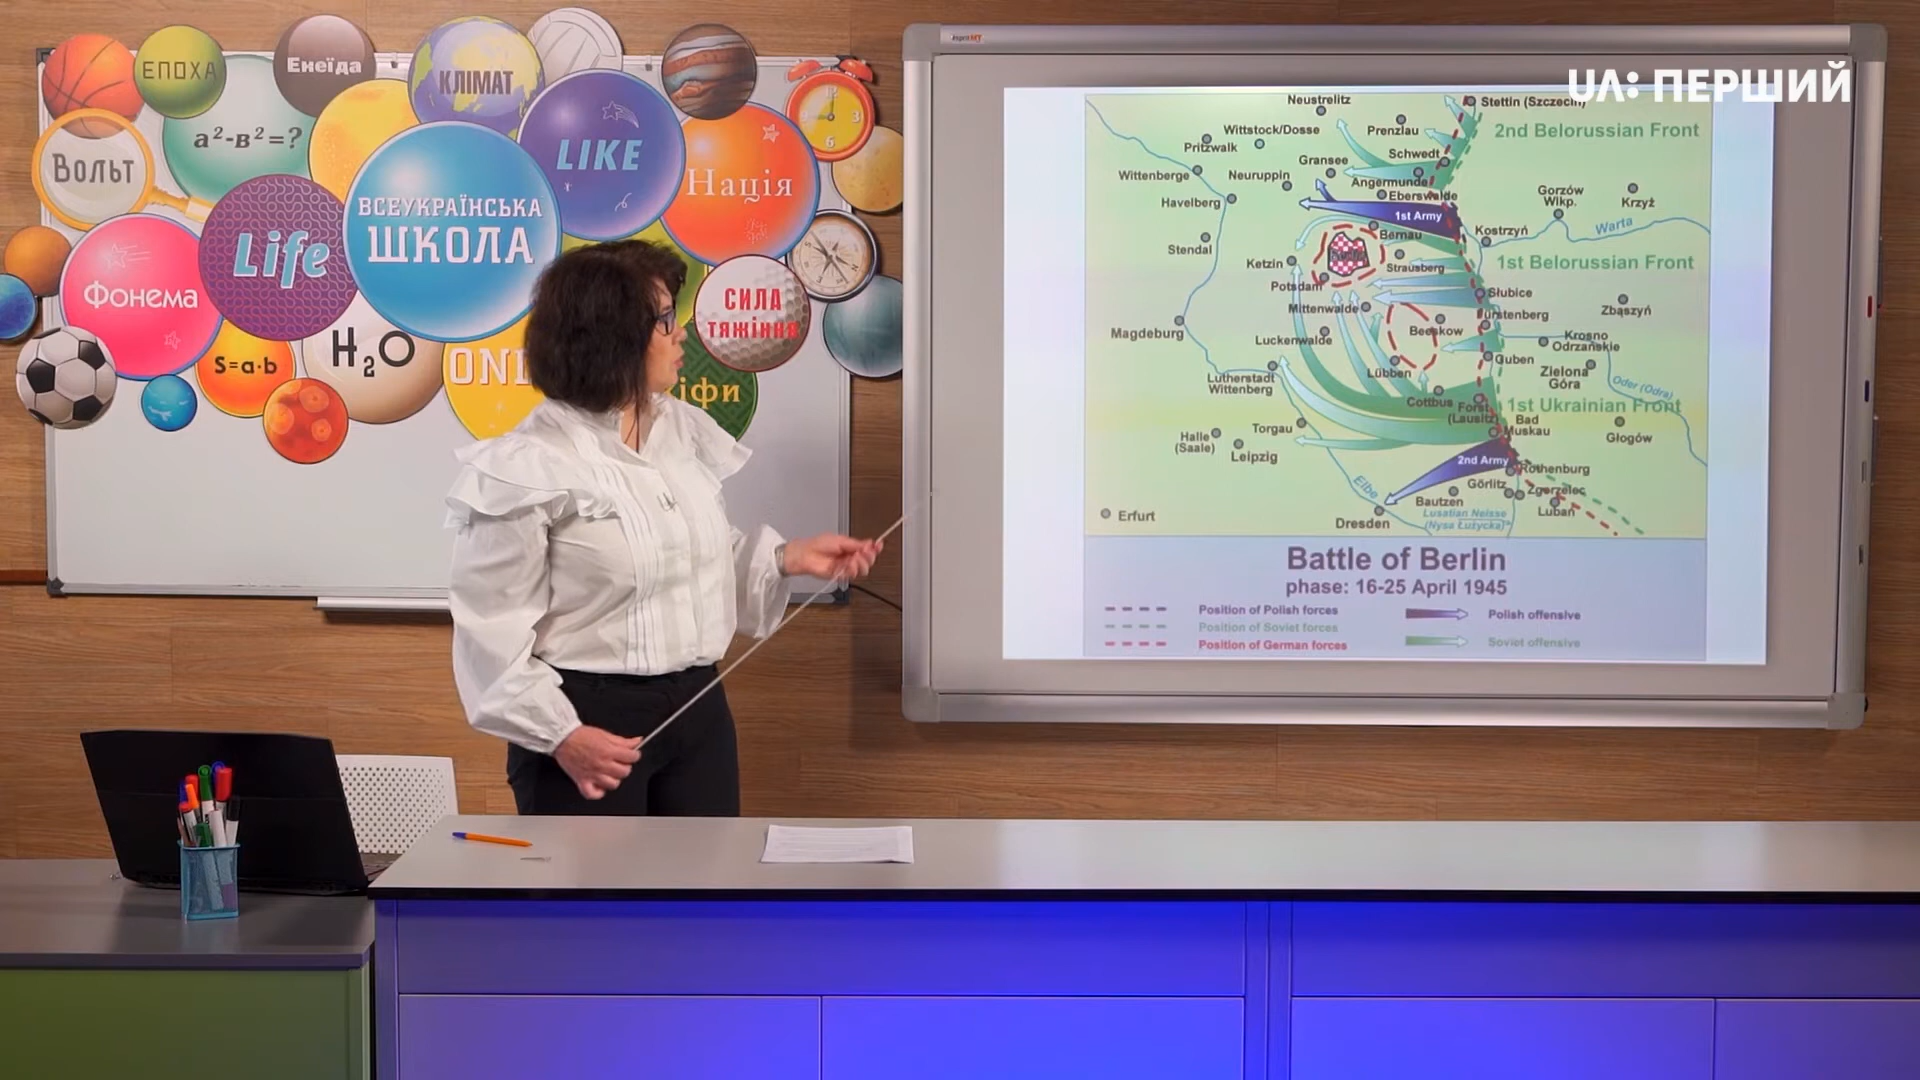 UA: ПЕРШИЙ
ЕПОХА
Енеїда
КЛІМАТ
a²-в²=?
Вольт
LIKE
Нація
ВСЕУКРАЇНСЬКА
ШКОЛА
Life
Фонема
СИЛА
ТЯЖІННЯ
S=a·b
H₂O
Neustrelitz
Stettin (Szczecin)
2nd Belorussian Front
Wittstock/Dosse
Prenzlau
Pritzwalk
Gransee
Schwedt
Wittenberge
Neuruppin
Angermunde
Eberswalde
Gorzów
Wlkp.
Krzyż
Havelberg
1st Army
Warta
Bernau
Kostrzyń
Stendal
Ketzin
Strausberg
1st Belorussian Front
Potsdam
Słubice
Mittenwalde
Furstenberg
Zbąszyń
Magdeburg
Luckenwalde
Beeskow
Krosno
Odrzańskie
Guben
Lübben
Zielona
Góra
Lutherstadt
Wittenberg
Oder (Odra)
Cottbus
Forst
(Lausitz)
1st Ukrainian Front
Torgau
Bad
Muskau
Halle
(Saale)
Leipzig
Głogów
2nd Army
Rothenburg
Elbe
Görlitz
Zgorzelec
Bautzen
Lubań
Erfurt
Dresden
Lusatian Neisse
(Nysa Łużycka)
Battle of Berlin
phase: 16-25 April 1945
Position of Polish forces
Polish offensive
Position of Soviet forces
Soviet offensive
Position of German forces